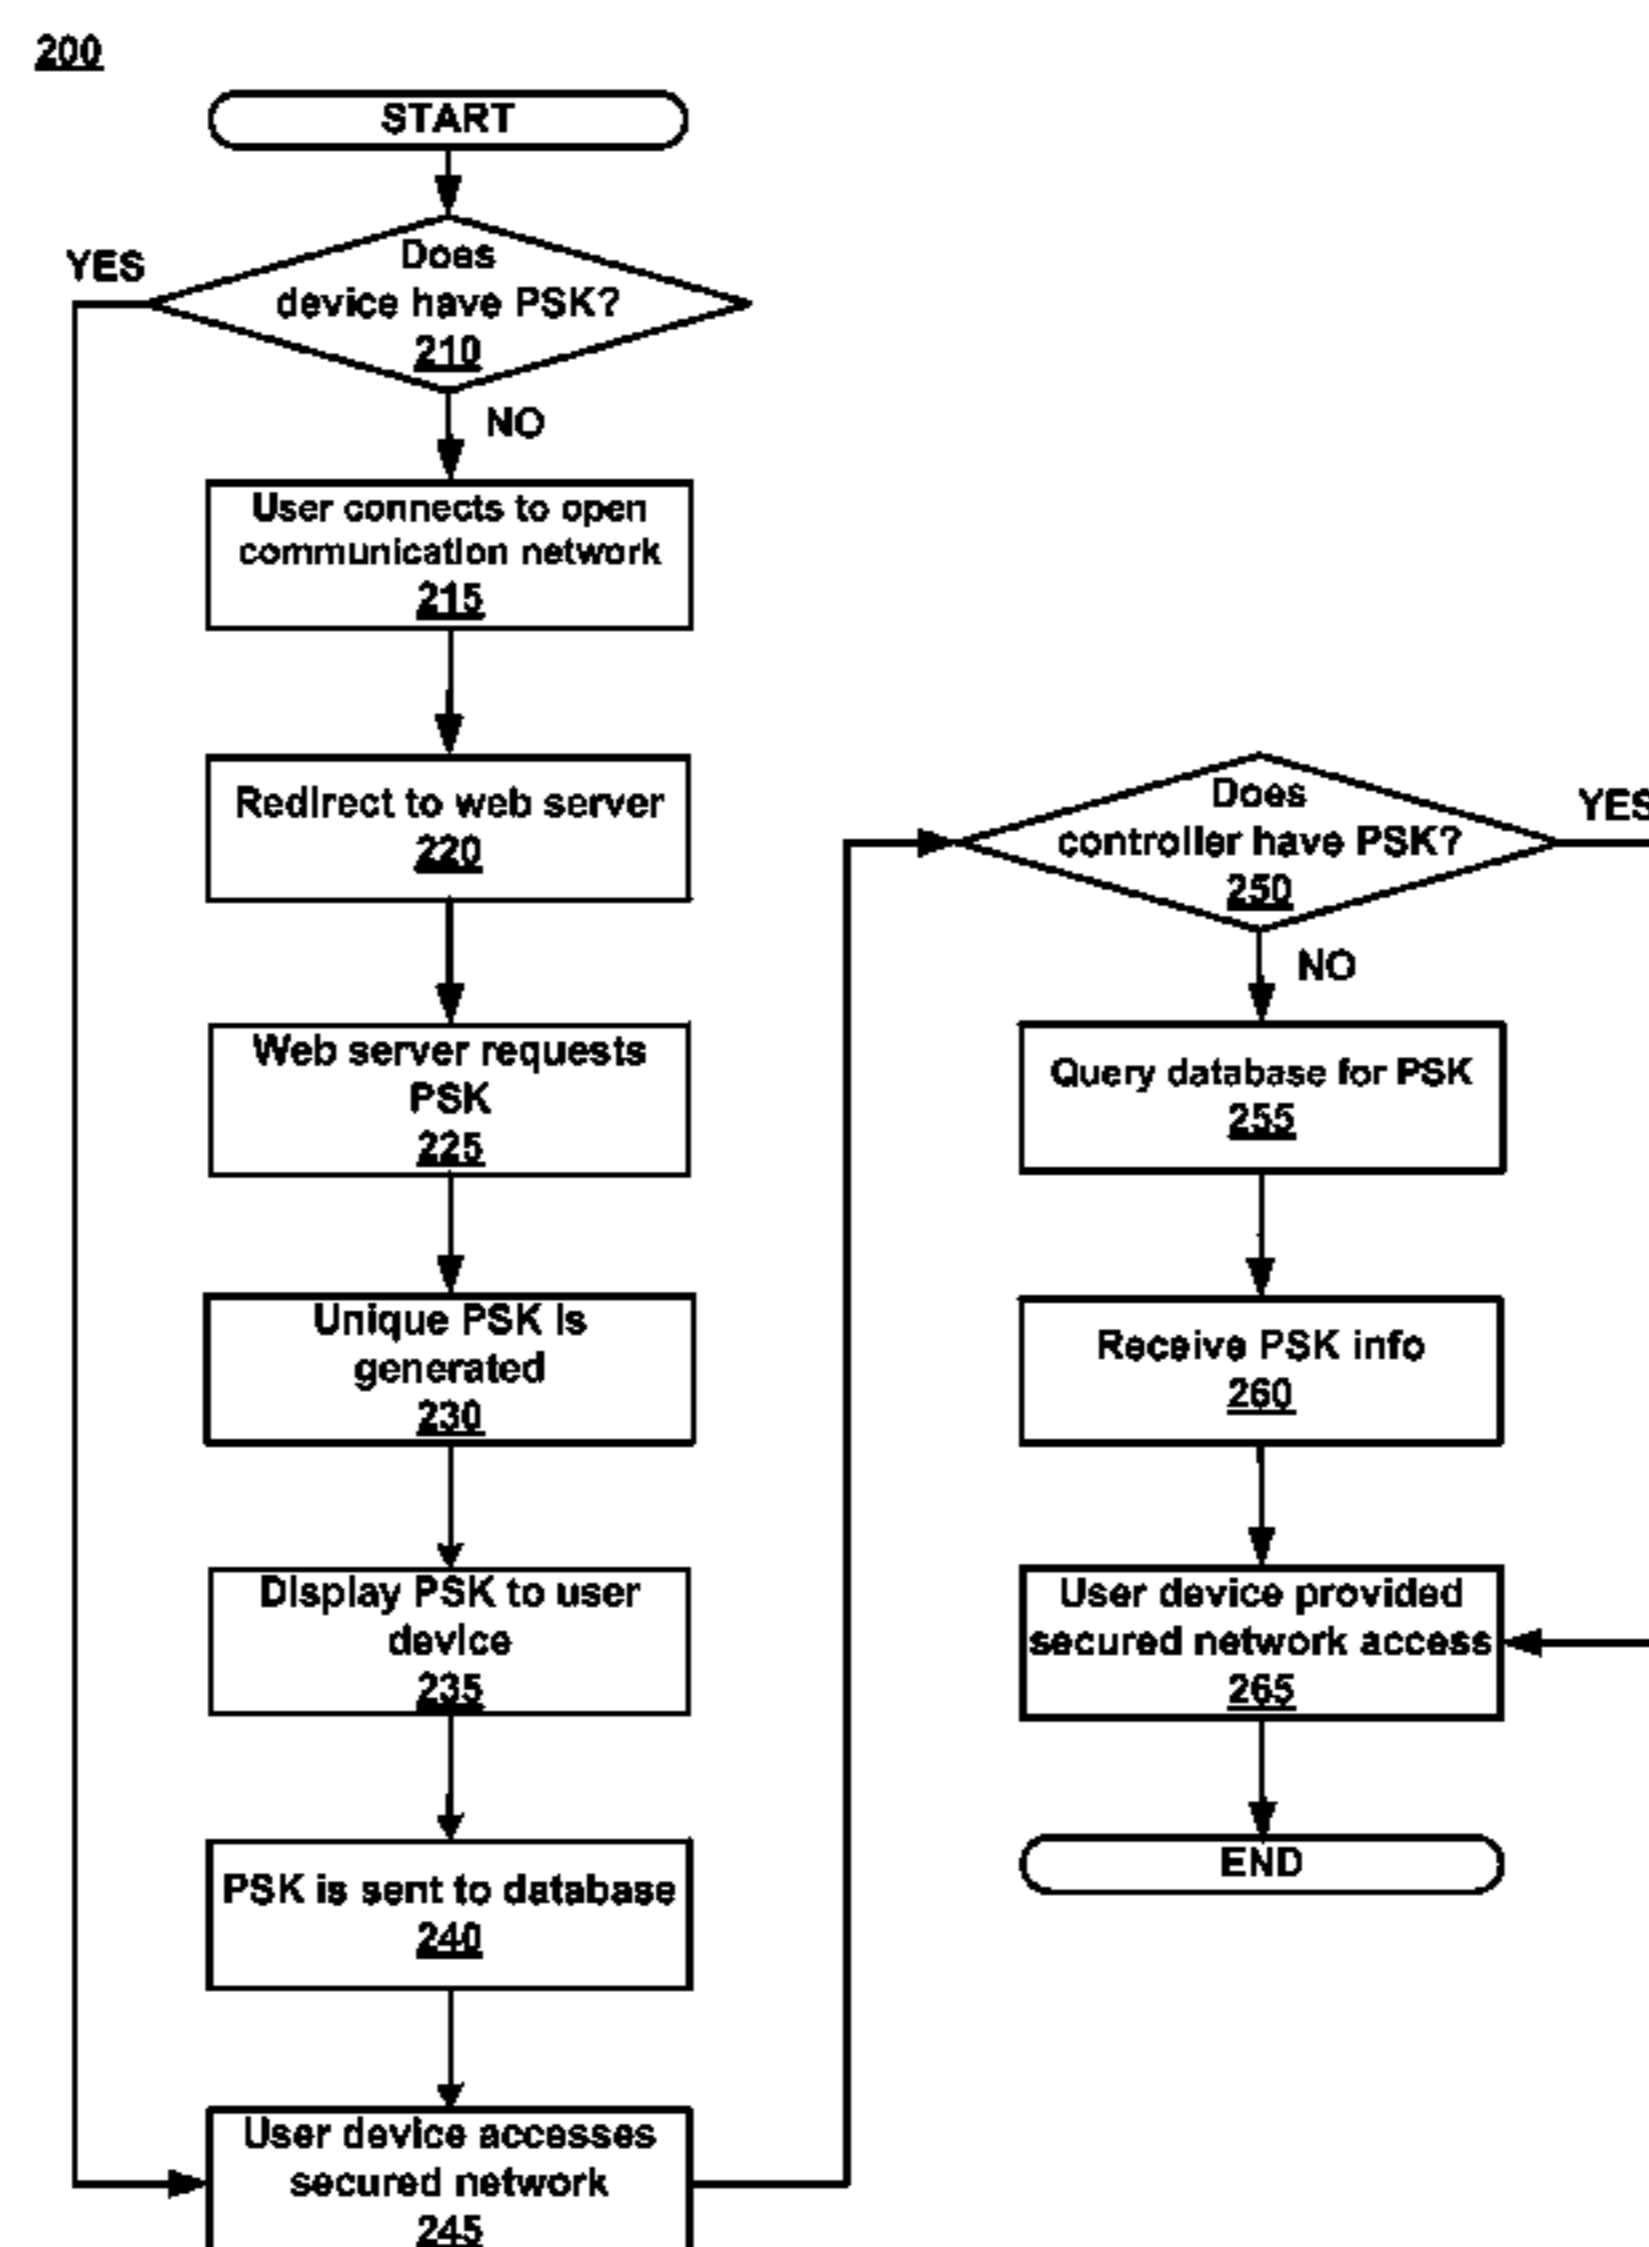 200
START
YES
Does
device have PSK?
210
NO
User connects to open
communication network
215
Redirect to web server
220
Web server requests
PSK
225
Unique PSK is
generated
230
Display PSK to user
device
235
PSK is sent to database
240
User device accesses
secured network
245
Does
controller have PSK?
250
YES
NO
Query database for PSK
255
Receive PSK info
260
User device provided
secured network access
265
END